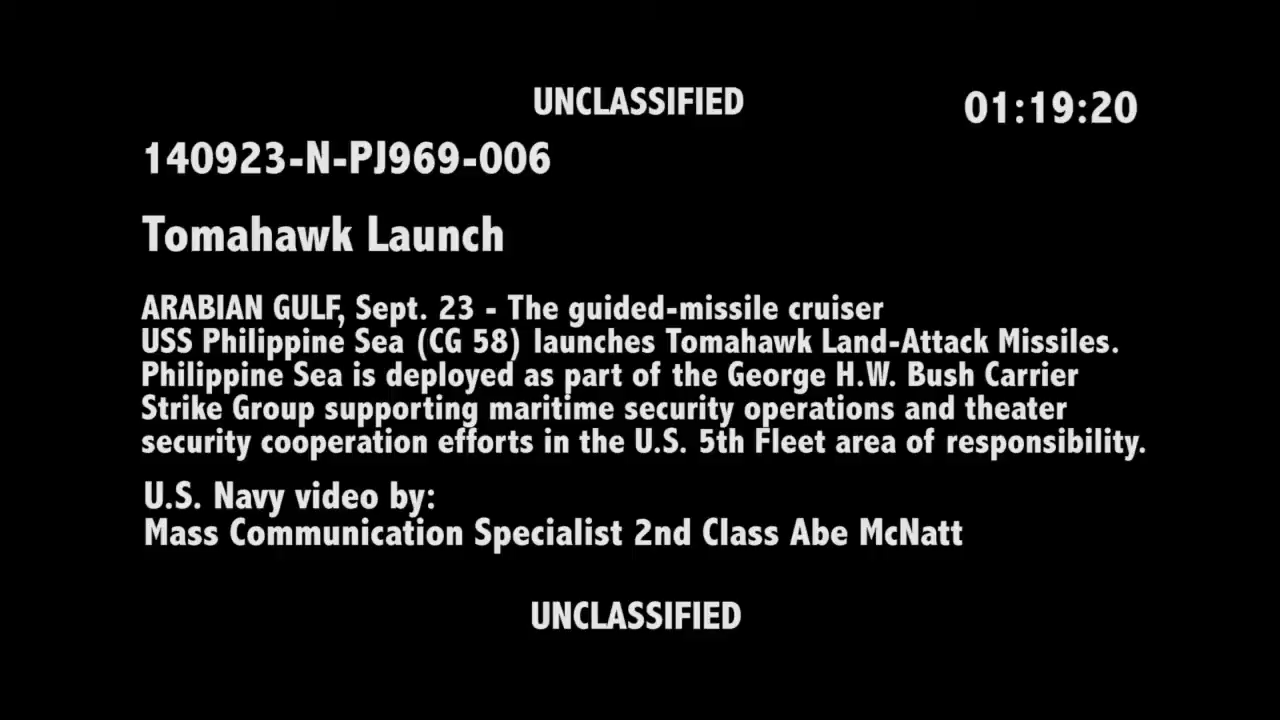 UNCLASSIFIED
01:19:20
140923-N-PJ969-006
Tomahawk Launch
ARABIAN GULF, Sept. 23 - The guided-missile cruiser
USS Philippine Sea (CG 58) launches Tomahawk Land-Attack Missiles.
Philippine Sea is deployed as part of the George H.W. Bush Carrier
Strike Group supporting maritime security operations and theater
security cooperation efforts in the U.S. 5th Fleet area of responsibility.
U.S. Navy video by:
Mass Communication Specialist 2nd Class Abe McNatt
UNCLASSIFIED